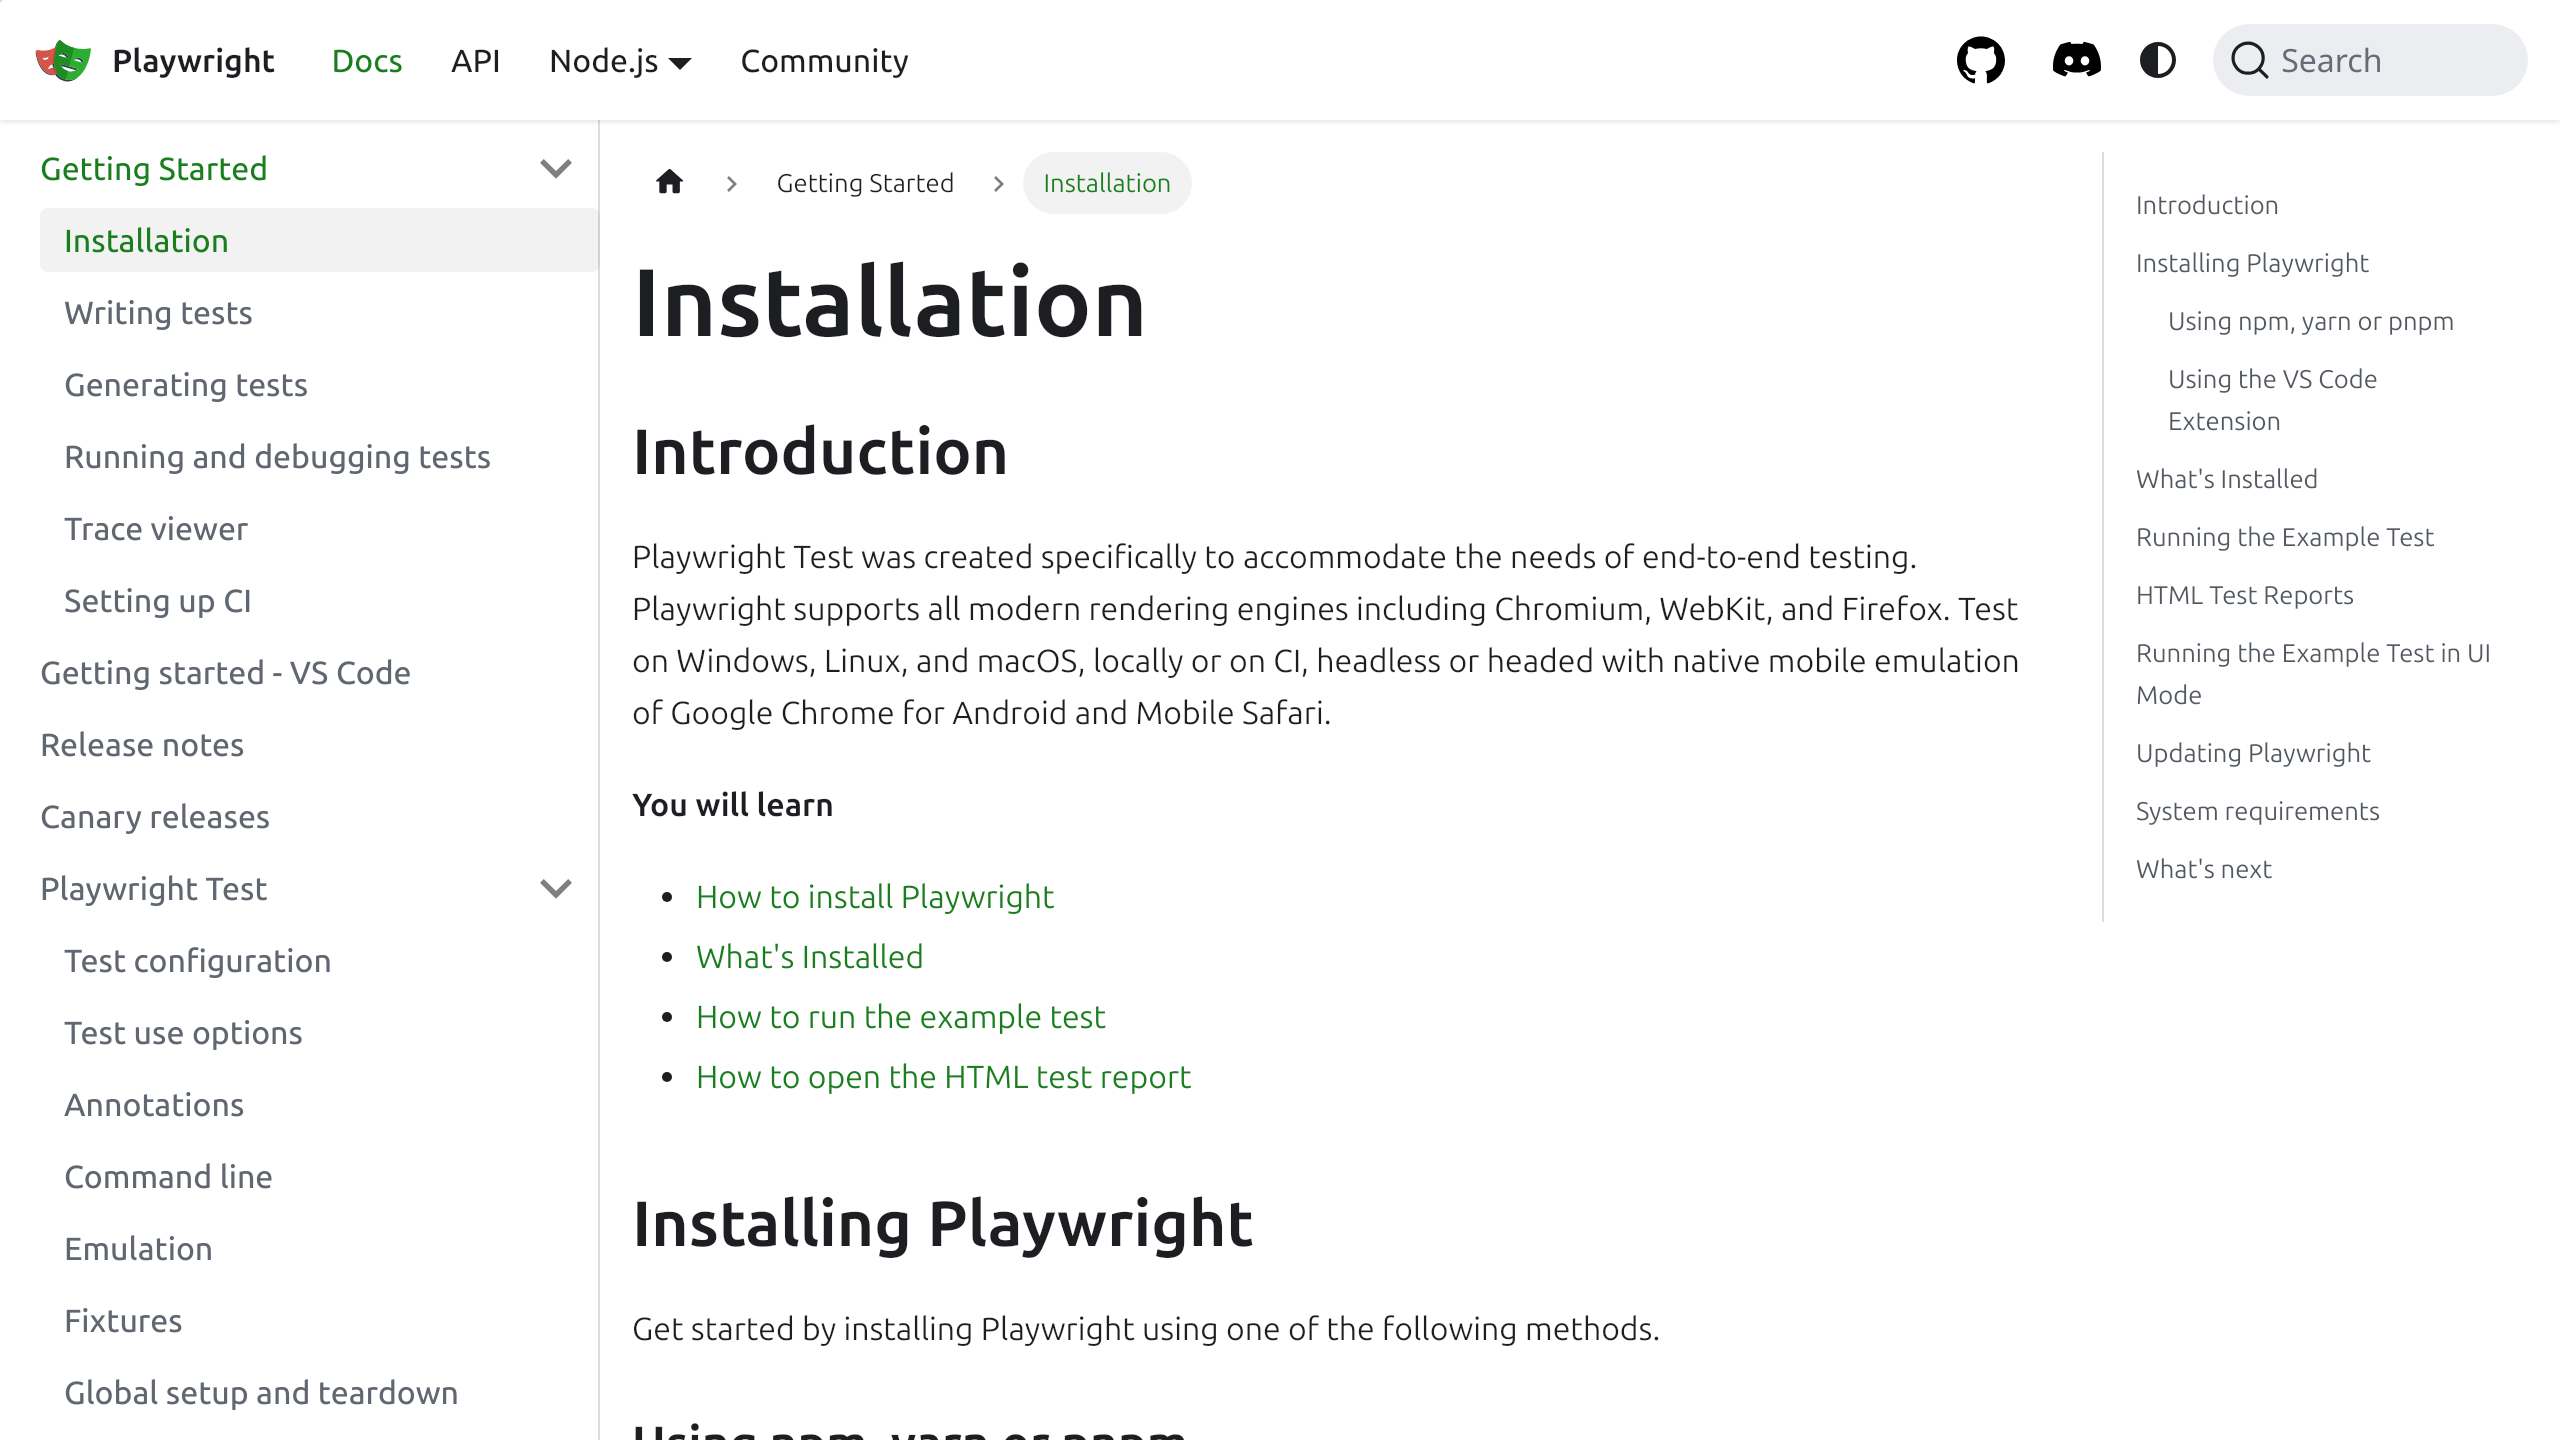 Playwright
Docs
API
Node.js
Community
Search
Getting Started
Installation
Writing tests
Generating tests
Running and debugging tests
Trace viewer
Setting up CI
Getting started - VS Code
Release notes
Canary releases
Playwright Test
Test configuration
Test use options
Annotations
Command line
Emulation
Fixtures
Global setup and teardown
Getting Started
Installation
Installation
Introduction
Playwright Test was created specifically to accommodate the needs of end-to-end testing.
Playwright supports all modern rendering engines including Chromium, WebKit, and Firefox. Test
on Windows, Linux, and macOS, locally or on CI, headless or headed with native mobile emulation
of Google Chrome for Android and Mobile Safari.
You will learn
How to install Playwright
What's Installed
How to run the example test
How to open the HTML test report
Installing Playwright
Get started by installing Playwright using one of the following methods.
Using npm, yarn or pnpm
Introduction
Installing Playwright
Using npm, yarn or pnpm
Using the VS Code
Extension
What's Installed
Running the Example Test
HTML Test Reports
Running the Example Test in UI
Mode
Updating Playwright
System requirements
What's next